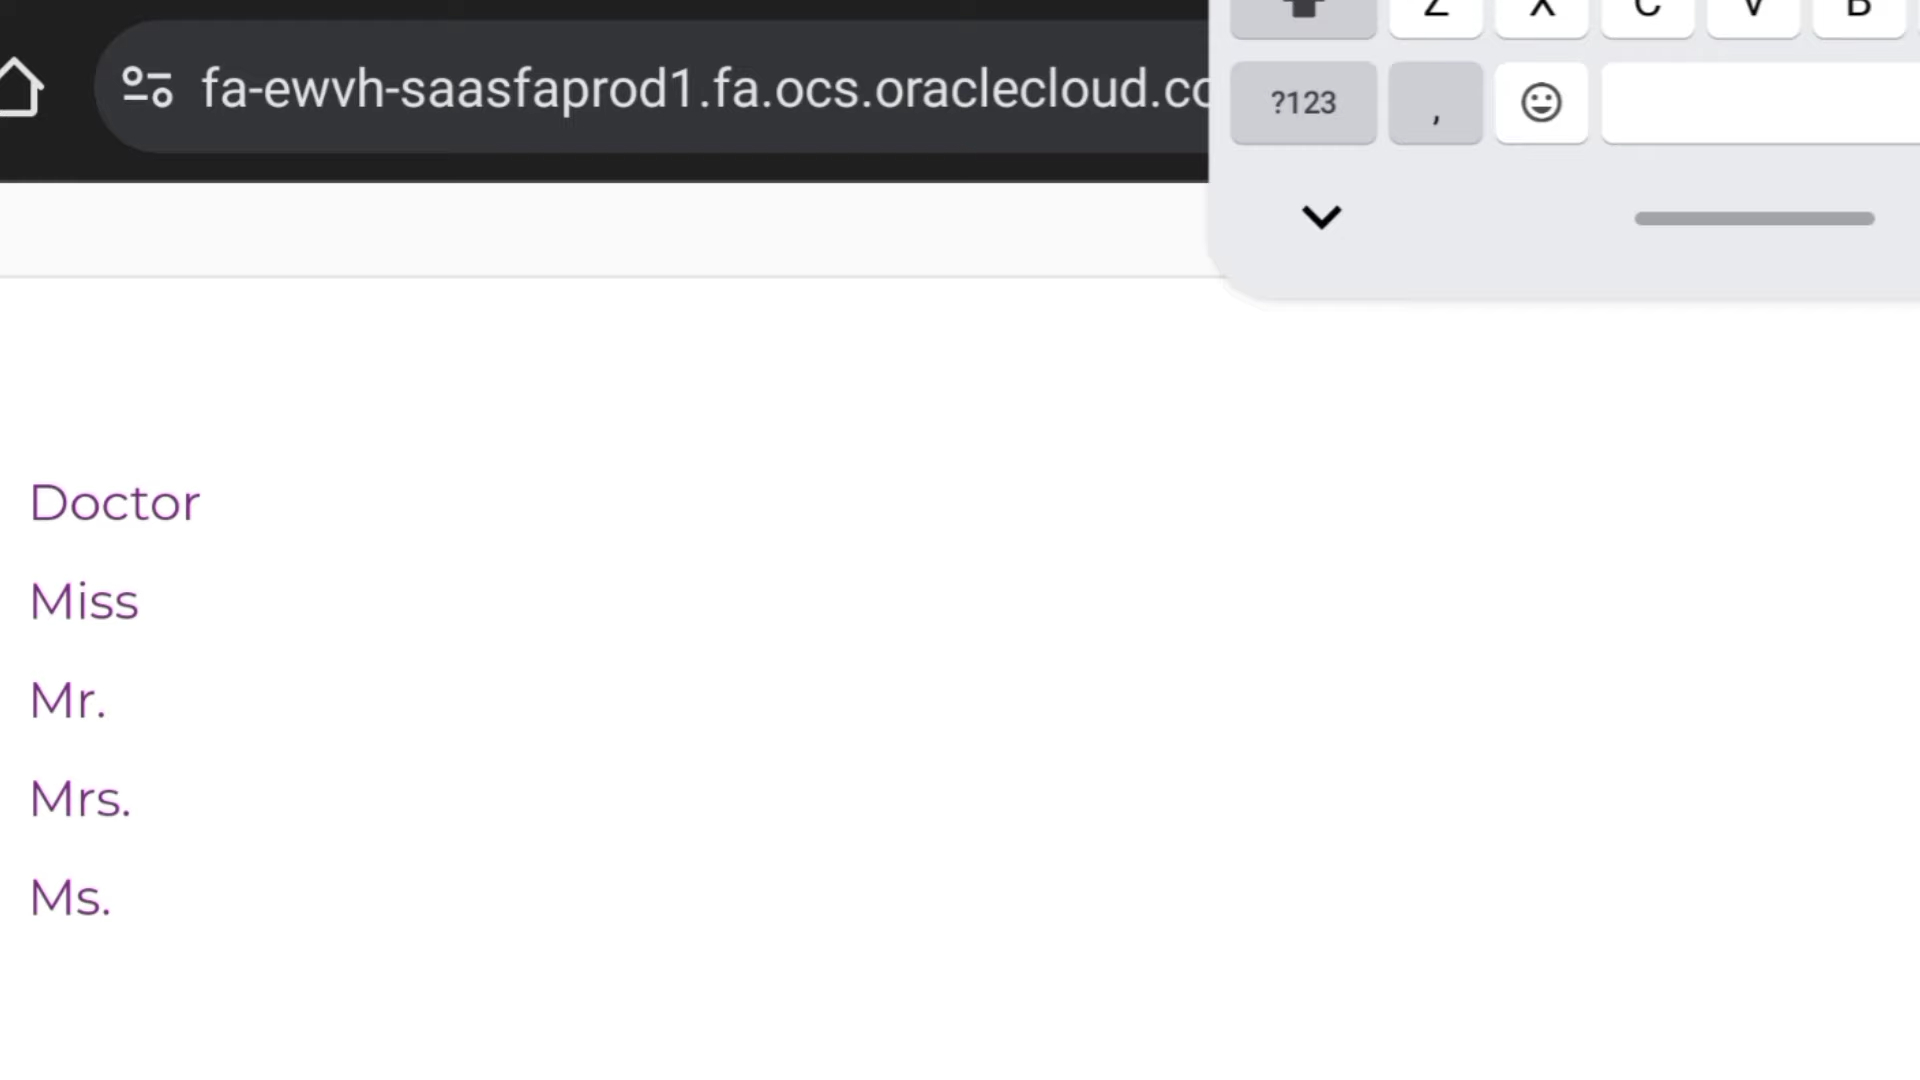 Z X C V B
fa-ewvh-saasfaprod1.fa.ocs.oraclecloud.co
?123 ,
Doctor
Miss
Mr.
Mrs.
Ms.